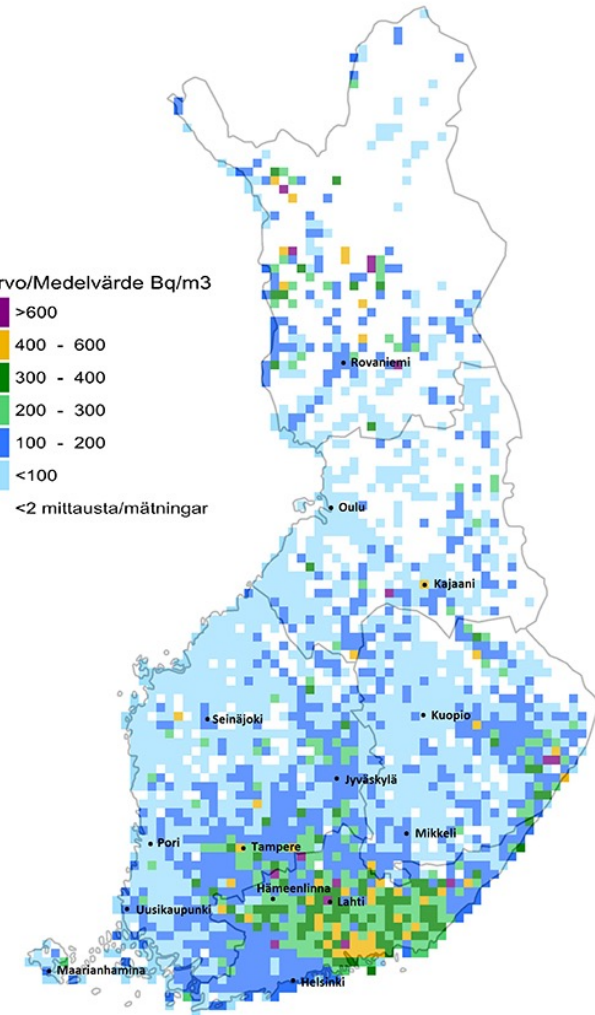 rvo/Medelvärde Bq/m3
>600
400 - 600
300 - 400
200 - 300
100 - 200
<100
<2 mittausta/mätningar
Rovaniemi
Oulu
Kajaani
Seinäjoki
Kuopio
Jyväskylä
Mikkeli
Pori
Tampere
Hämeenlinna
Lahti
Uusikaupunki
Maarianhamina
Helsinki